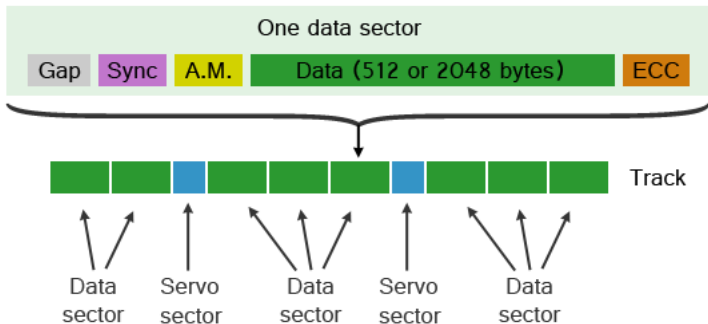 One data sector
Gap Sync A.M. Data (512 or 2048 bytes) ECC
Track
Data Servo Data Servo Data
sector sector sector sector sector